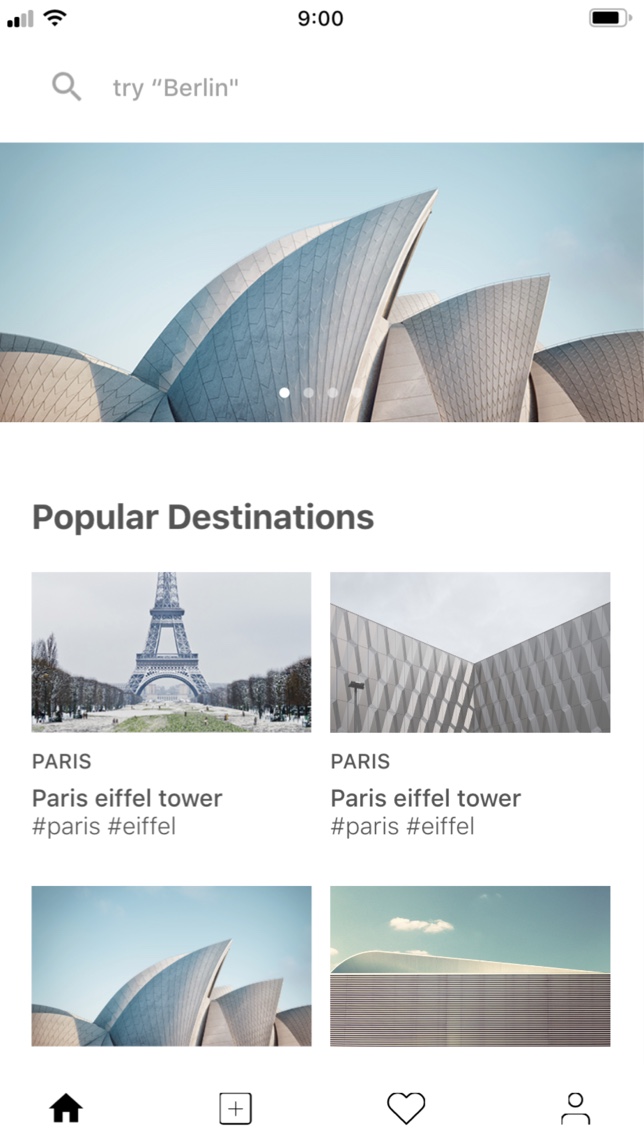 9:00
try “Berlin"
Popular Destinations
PARIS
Paris eiffel tower
#paris #eiffel
PARIS
Paris eiffel tower
#paris #eiffel